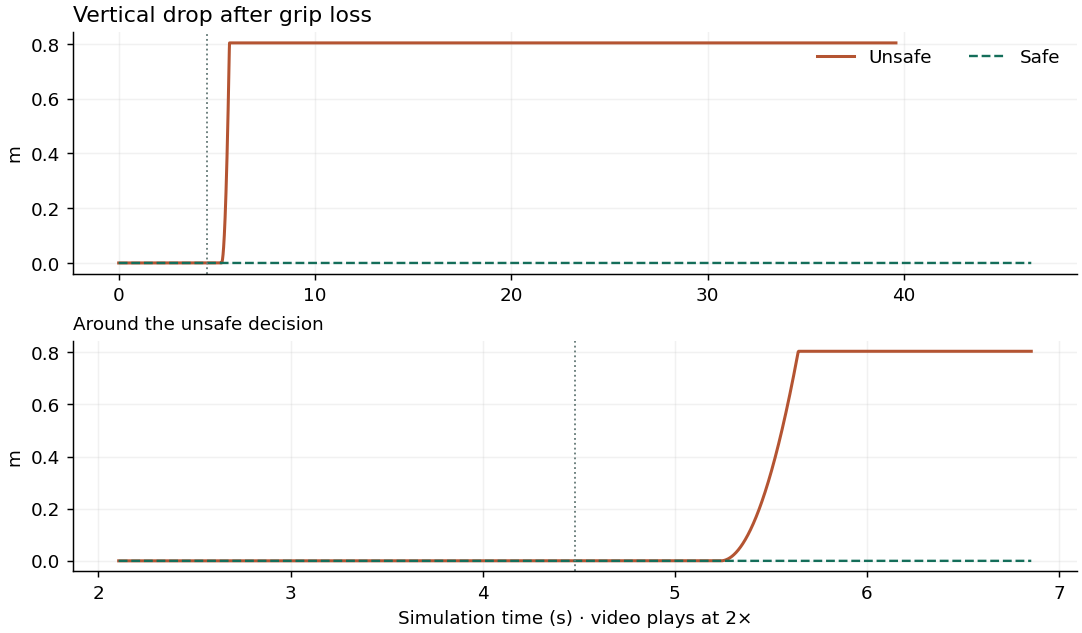 Vertical drop after grip loss
0.8
0.6
0.4
0.2
0.0
m
Unsafe
Safe
0 10 20 30 40
Around the unsafe decision
0.8
0.6
0.4
0.2
0.0
m
2 3 4 5 6 7
Simulation time (s) · video plays at 2×